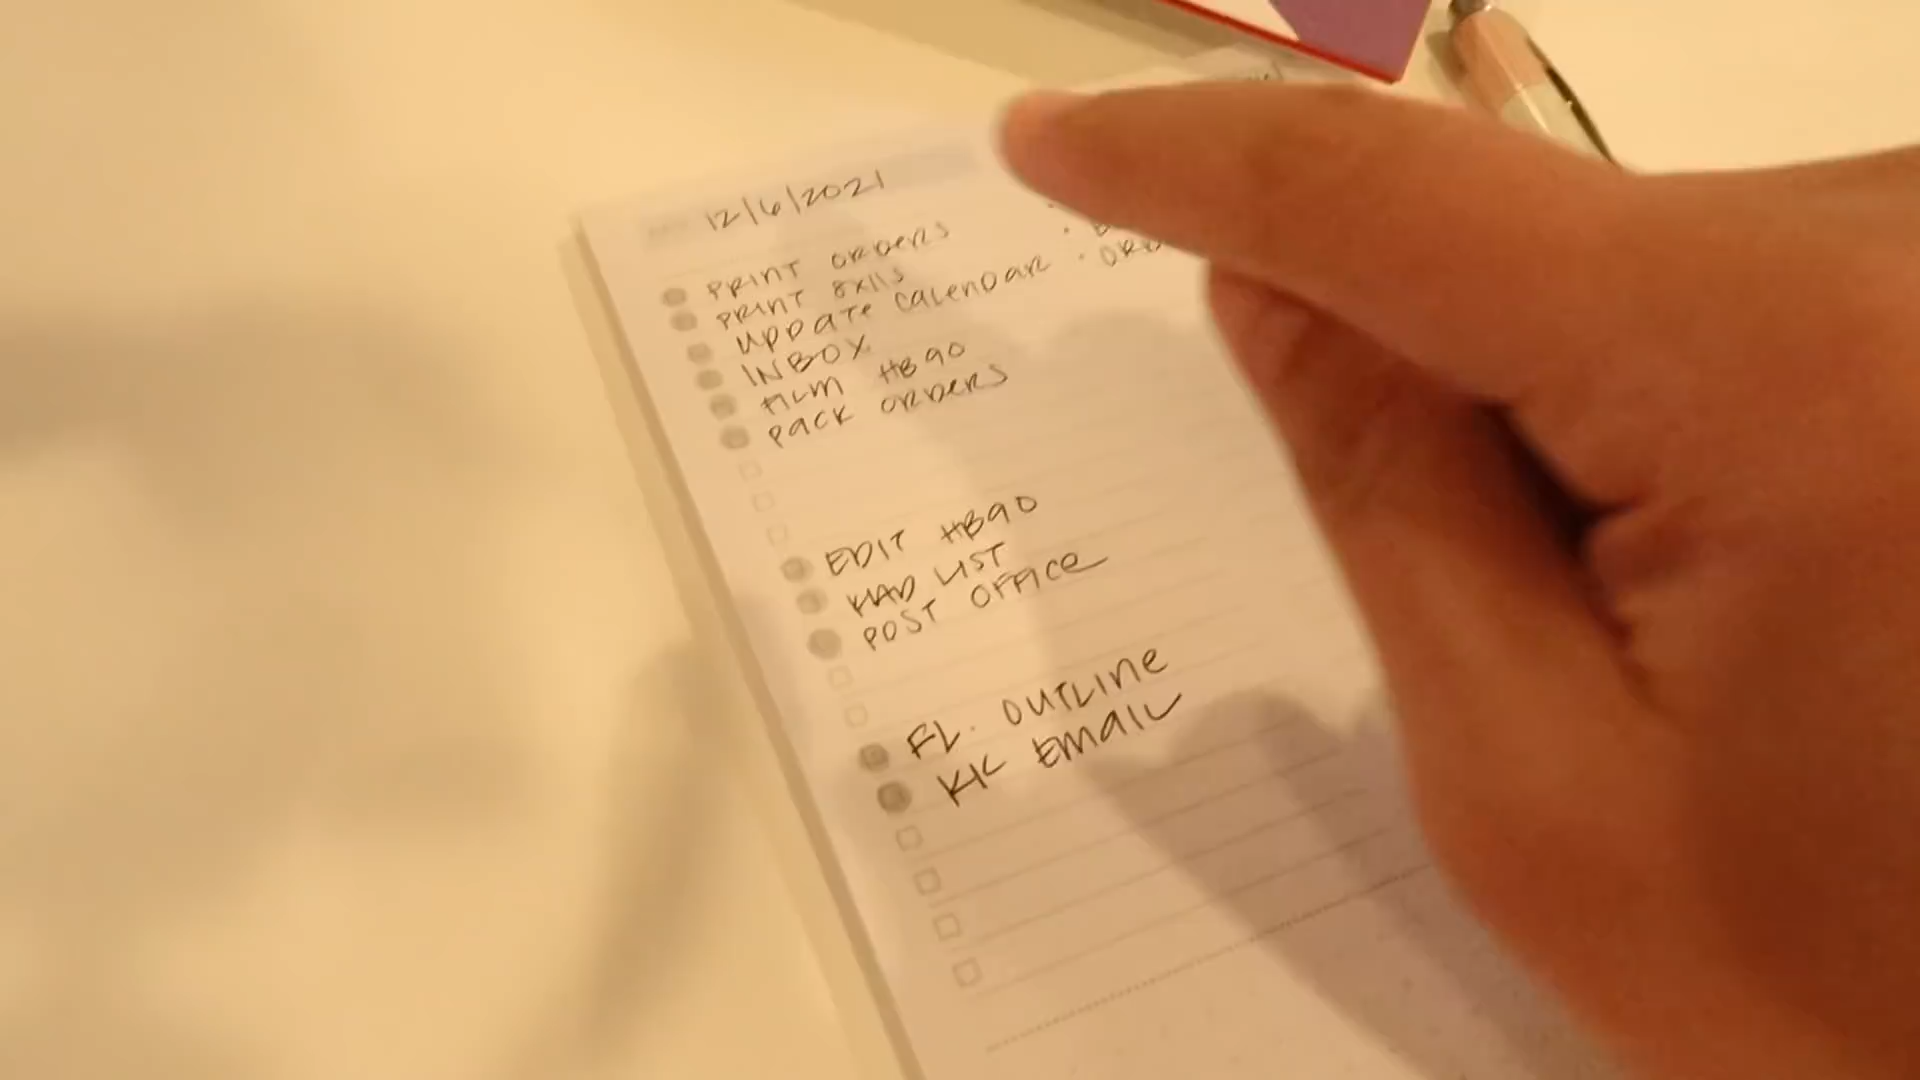 12/6/2021
PRINT ORDERS
PRINT 8X11S
UPDATE CALENDAR
INBOX
FILM HB90
PACK ORDERS
EDIT HB90
LIST
POST OFFICE
FL. OUTLINE
EMAIL